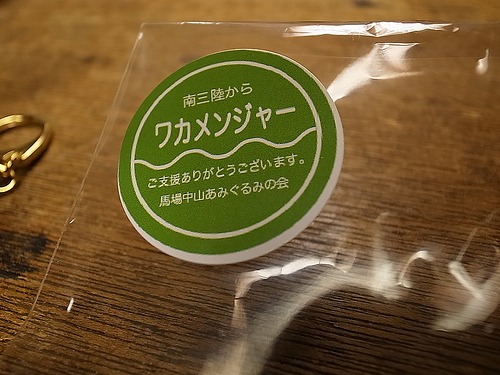 南三陸から
ワカメンジャー
ご支援ありがとうございます。
馬場中山あみぐるみの会